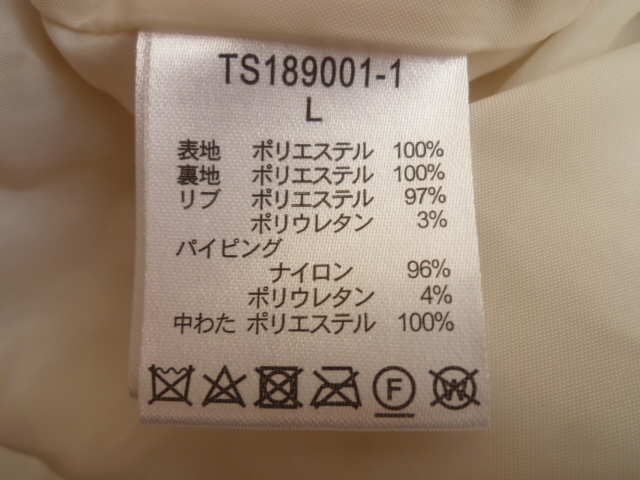 TS189001-1
L
表地 ポリエステル 100%
裏地 ポリエステル 100%
リブ ポリエステル 97%
ポリウレタン 3%
パイピング
ナイロン 96%
ポリウレタン 4%
中わた ポリエステル 100%
F W